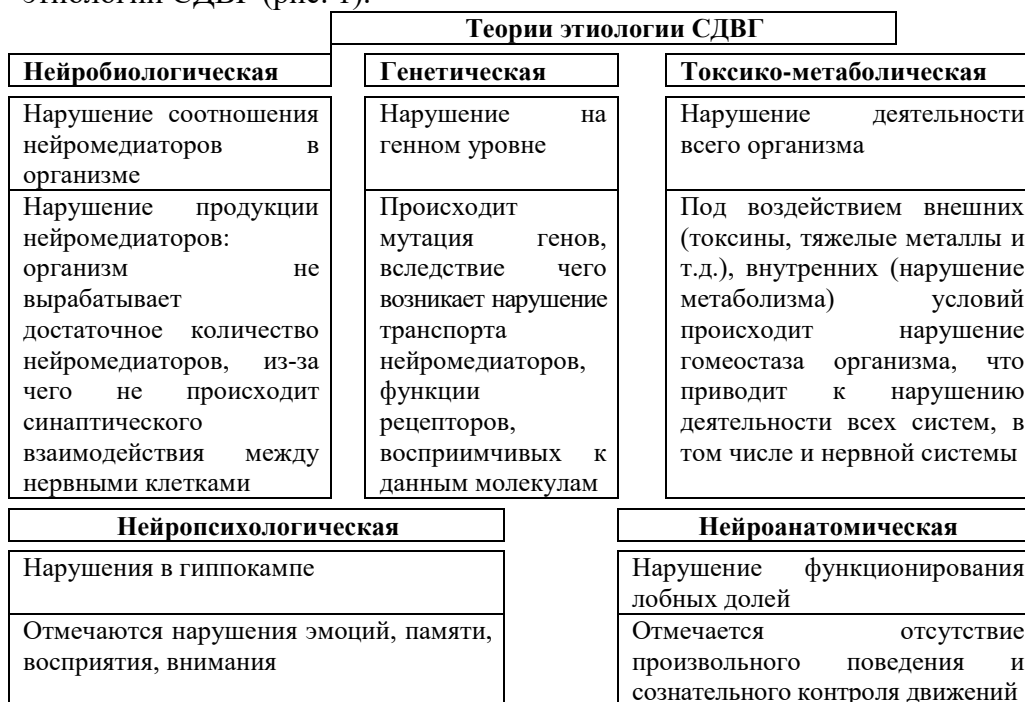 этиологии СДВГ (рис. 1).
Теории этиологии СДВГ
Нейробиологическая
Нарушение соотношения
нейромедиаторов в
организме
Нарушение продукции
нейромедиаторов:
организм не
вырабатывает
достаточное количество
нейромедиаторов, из-за
чего не происходит
синаптического
взаимодействия между
нервными клетками
Генетическая
Нарушение на
генном уровне
Происходит
мутация генов,
вследствие чего
возникает нарушение
транспорта
нейромедиаторов,
функции
рецепторов,
восприимчивых к
данным молекулам
Токсико-метаболическая
Нарушение деятельности
всего организма
Под воздействием внешних
(токсины, тяжелые металлы и
т.д.), внутренних (нарушение
метаболизма) условий
происходит нарушение
гомеостаза организма, что
приводит к нарушению
деятельности всех систем, в
том числе и нервной системы
Нейропсихологическая
Нарушения в гиппокампе
Отмечаются нарушения эмоций, памяти,
восприятия, внимания
Нейроанатомическая
Нарушение функционирования
лобных долей
Отмечается отсутствие
произвольного поведения и
сознательного контроля движений